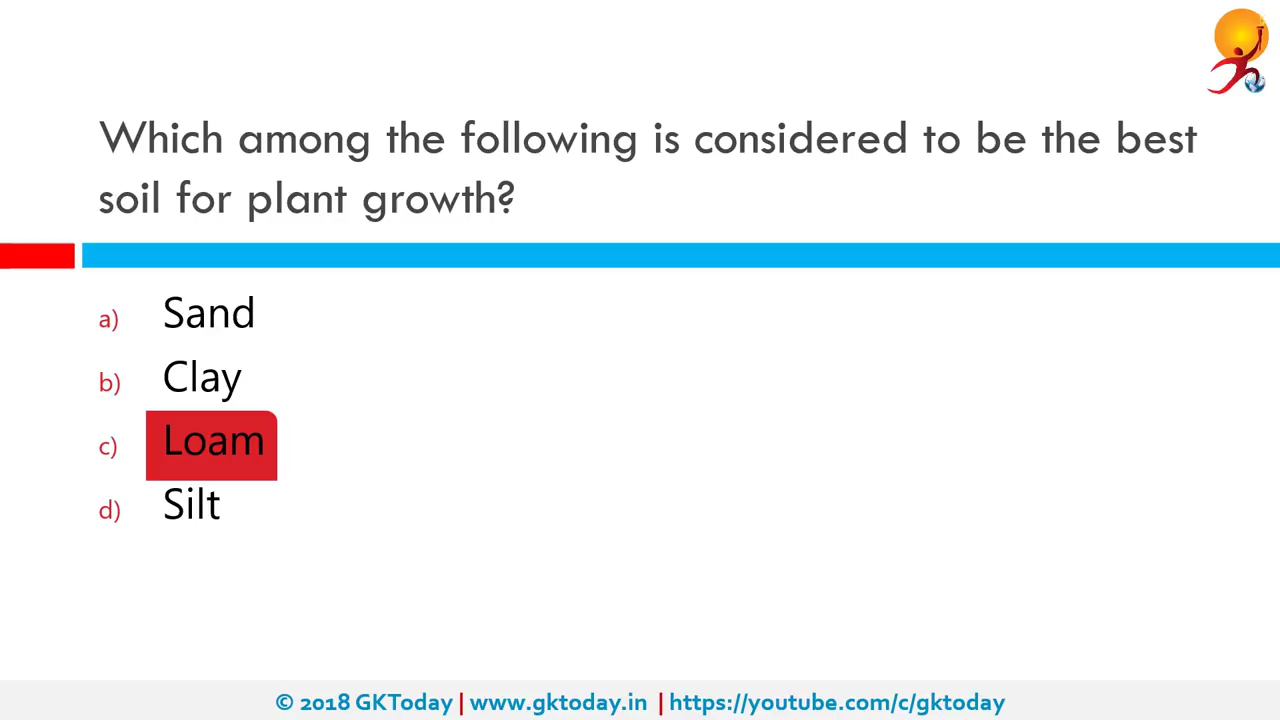 Which among the following is considered to be the best
soil for plant growth?
a) Sand
b) Clay
c) Loam
d) Silt
© 2018 GKToday | www.gktoday.in | https://youtube.com/c/gktoday